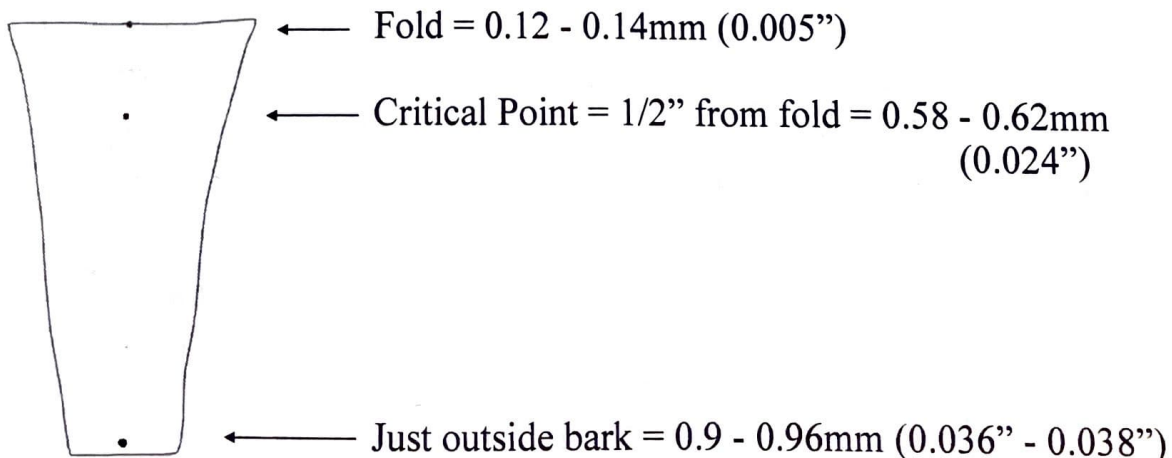 Fold = 0.12 - 0.14mm (0.005”)
Critical Point = 1/2” from fold = 0.58 - 0.62mm
(0.024”)
Just outside bark = 0.9 - 0.96mm (0.036” - 0.038”)